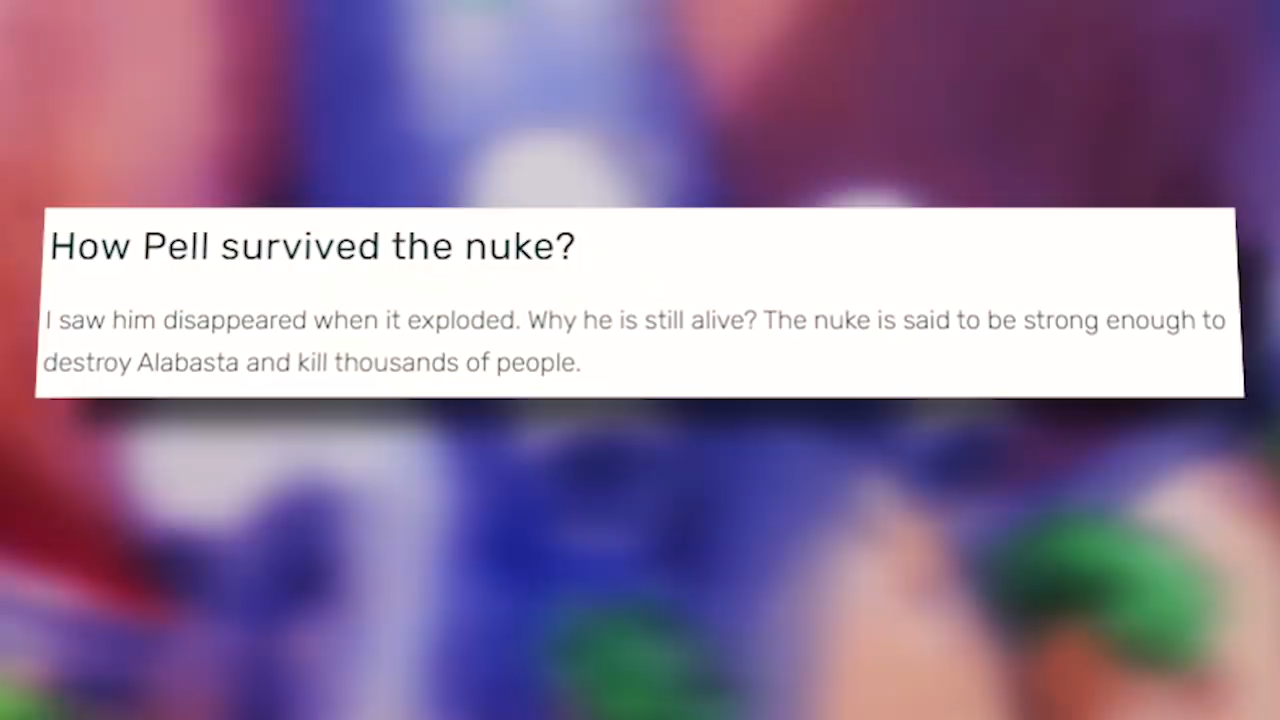 How Pell survived the nuke?
I saw him disappeared when it exploded. Why he is still alive? The nuke is said to be strong enough to
destroy Alabasta and kill thousands of people.